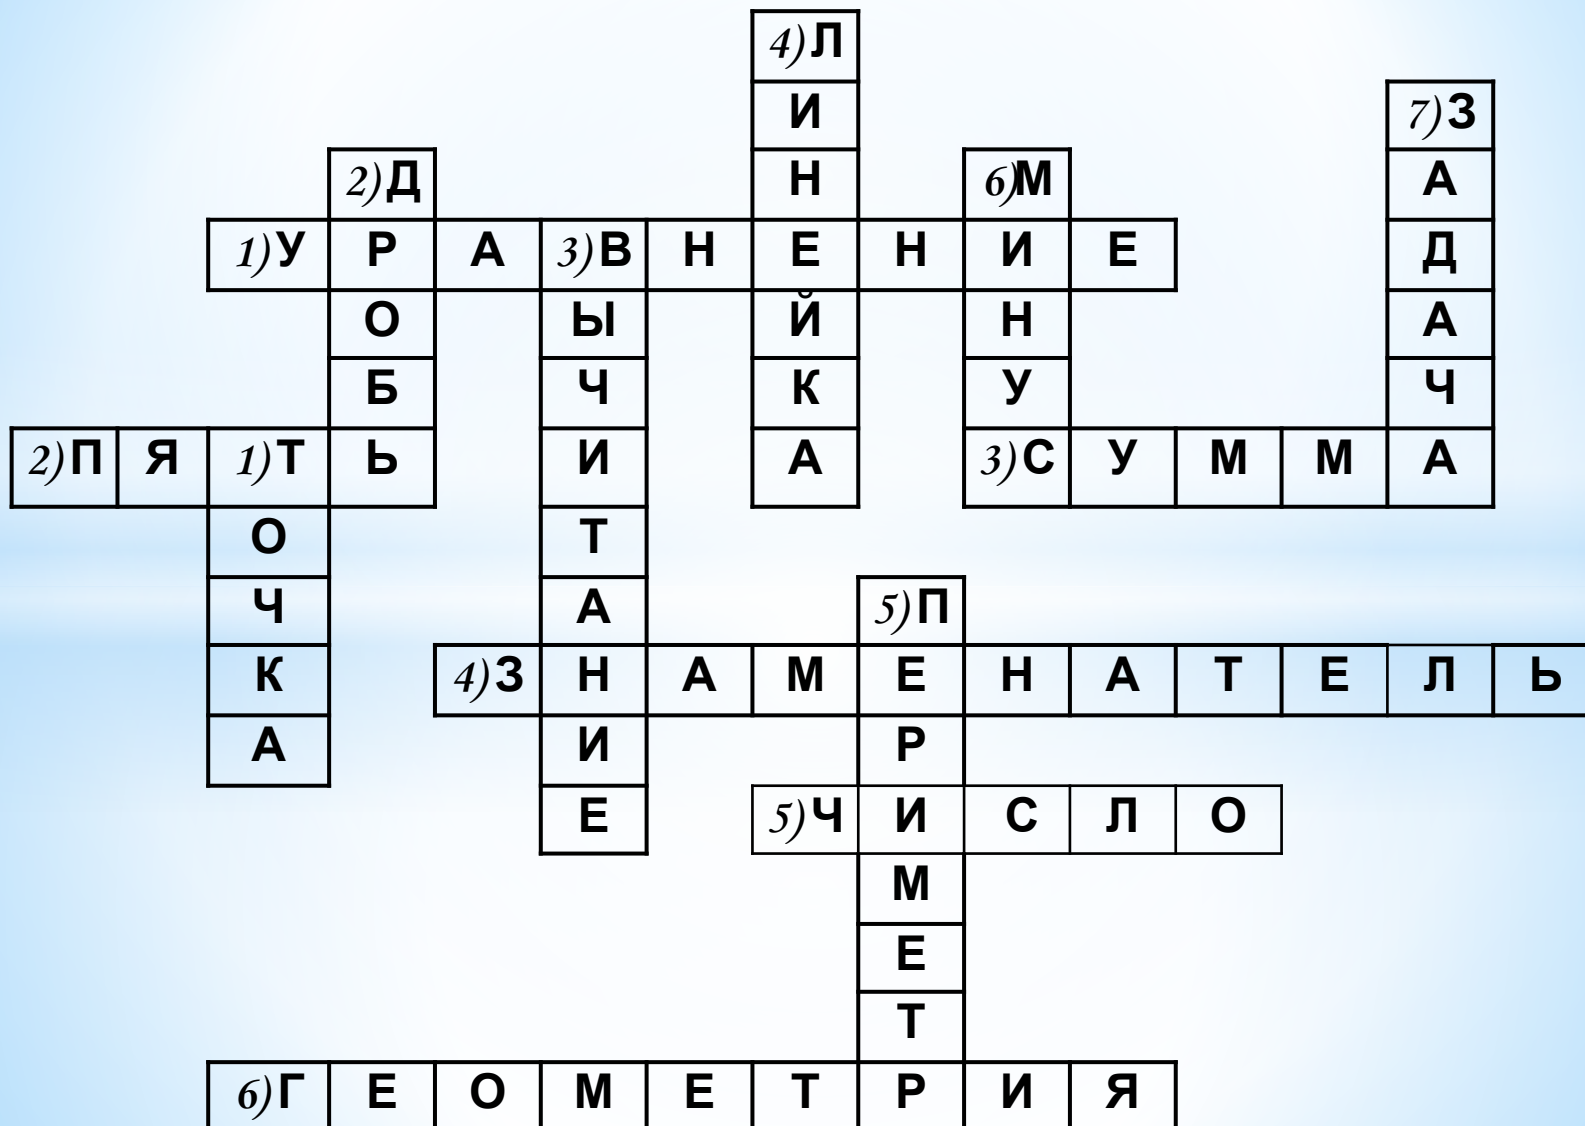 4)Л
И 7)З
2)Д Н 6)М А
1)У Р А 3)В Н Е Н И Е Д
О Ы Й Н А
Б Ч К У Ч
2)П Я 1)Т Ь И А 3)С У М М А
О Т
Ч А 5)П
К 4)З Н А М Е Н А Т Е Л Ь
А И Р
Е 5)Ч И С Л О
М
Е
Т
6)Г Е О М Е Т Р И Я